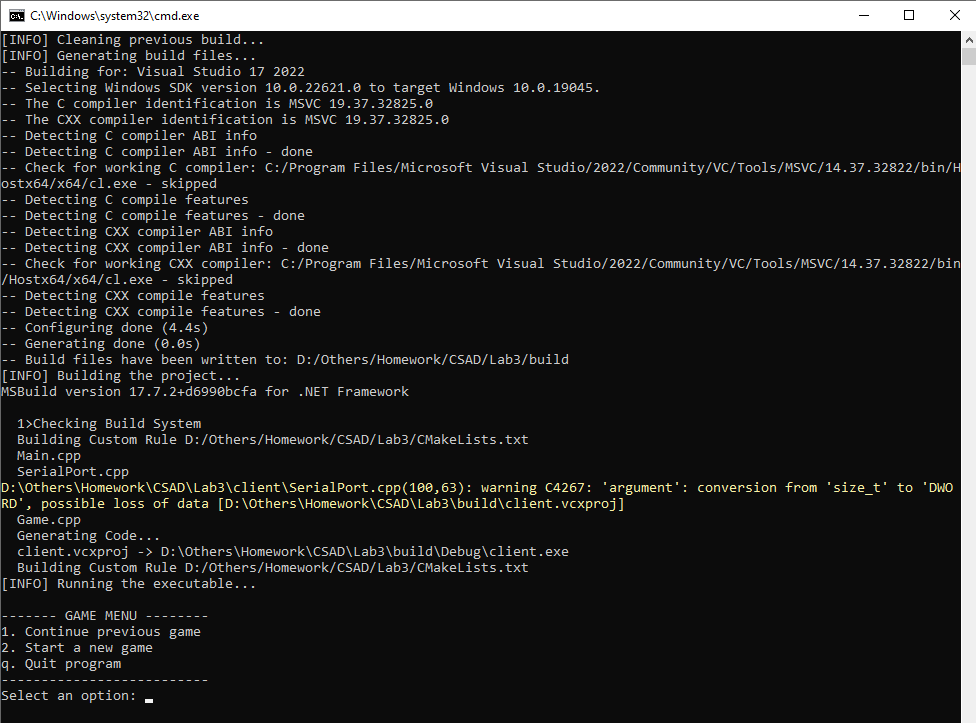 C:\Windows\system32\cmd.exe
[INFO] Cleaning previous build...
[INFO] Generating build files...
-- Building for: Visual Studio 17 2022
-- Selecting Windows SDK version 10.0.22621.0 to target Windows 10.0.19045.
-- The C compiler identification is MSVC 19.37.32825.0
-- The CXX compiler identification is MSVC 19.37.32825.0
-- Detecting C compiler ABI info
-- Detecting C compiler ABI info - done
-- Check for working C compiler: C:/Program Files/Microsoft Visual Studio/2022/Community/VC/Tools/MSVC/14.37.32822/bin/H
ostx64/x64/cl.exe - skipped
-- Detecting C compile features
-- Detecting C compile features - done
-- Detecting CXX compiler ABI info
-- Detecting CXX compiler ABI info - done
-- Check for working CXX compiler: C:/Program Files/Microsoft Visual Studio/2022/Community/VC/Tools/MSVC/14.37.32822/bin
/Hostx64/x64/cl.exe - skipped
-- Detecting CXX compile features
-- Detecting CXX compile features - done
-- Configuring done (4.4s)
-- Generating done (0.0s)
-- Build files have been written to: D:/Others/Homework/CSAD/Lab3/build
[INFO] Building the project...
MSBuild version 17.7.2+d6990bcfa for .NET Framework
1>Checking Build System
Building Custom Rule D:/Others/Homework/CSAD/Lab3/CMakeLists.txt
Main.cpp
SerialPort.cpp
D:\Others\Homework\CSAD\Lab3\client\SerialPort.cpp(100,63): warning C4267: 'argument': conversion from 'size_t' to 'DWO
RD', possible loss of data [D:\Others\Homework\CSAD\Lab3\build\client.vcxproj]
Game.cpp
Generating Code...
client.vcxproj -> D:\Others\Homework\CSAD\Lab3\build\Debug\client.exe
Building Custom Rule D:/Others/Homework/CSAD/Lab3/CMakeLists.txt
[INFO] Running the executable...
------- GAME MENU --------
1. Continue previous game
2. Start a new game
q. Quit program
--------------------------
Select an option: